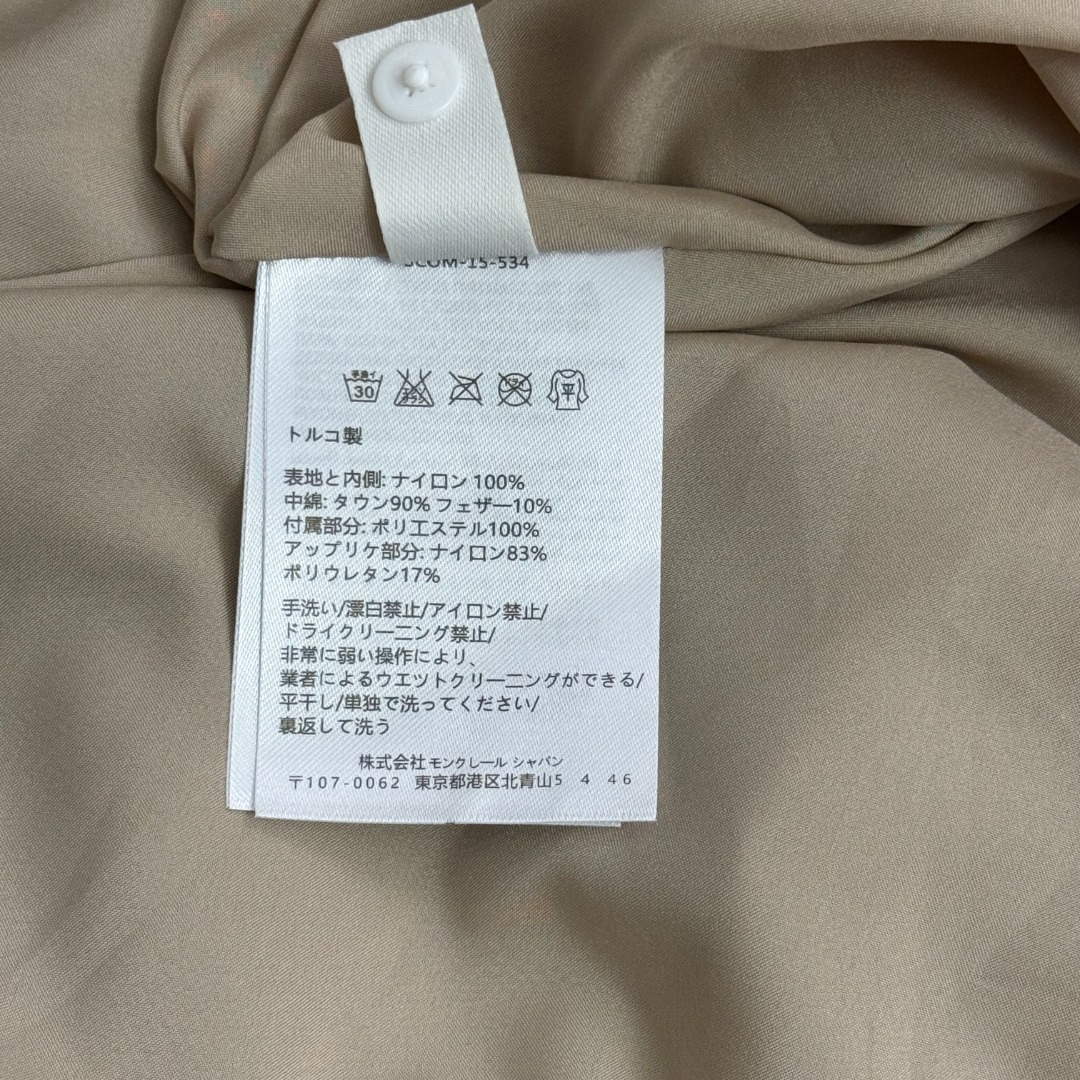 COM-15-534
手洗イ
30
平
トルコ製
表地と内側: ナイロン 100%
中綿: タウン90% フェザー10%
付属部分: ポリエステル100%
アップリケ部分: ナイロン83%
ポリウレタン17%
手洗い/漂白禁止/アイロン禁止/
ドライクリーニング禁止/
非常に弱い操作により、
業者によるウエットクリーニングができる/
平干し/単独で洗ってください/
裏返して洗う
株式会社モンクレール ジャパン
〒107-0062 東京都港区北青山5 4 46